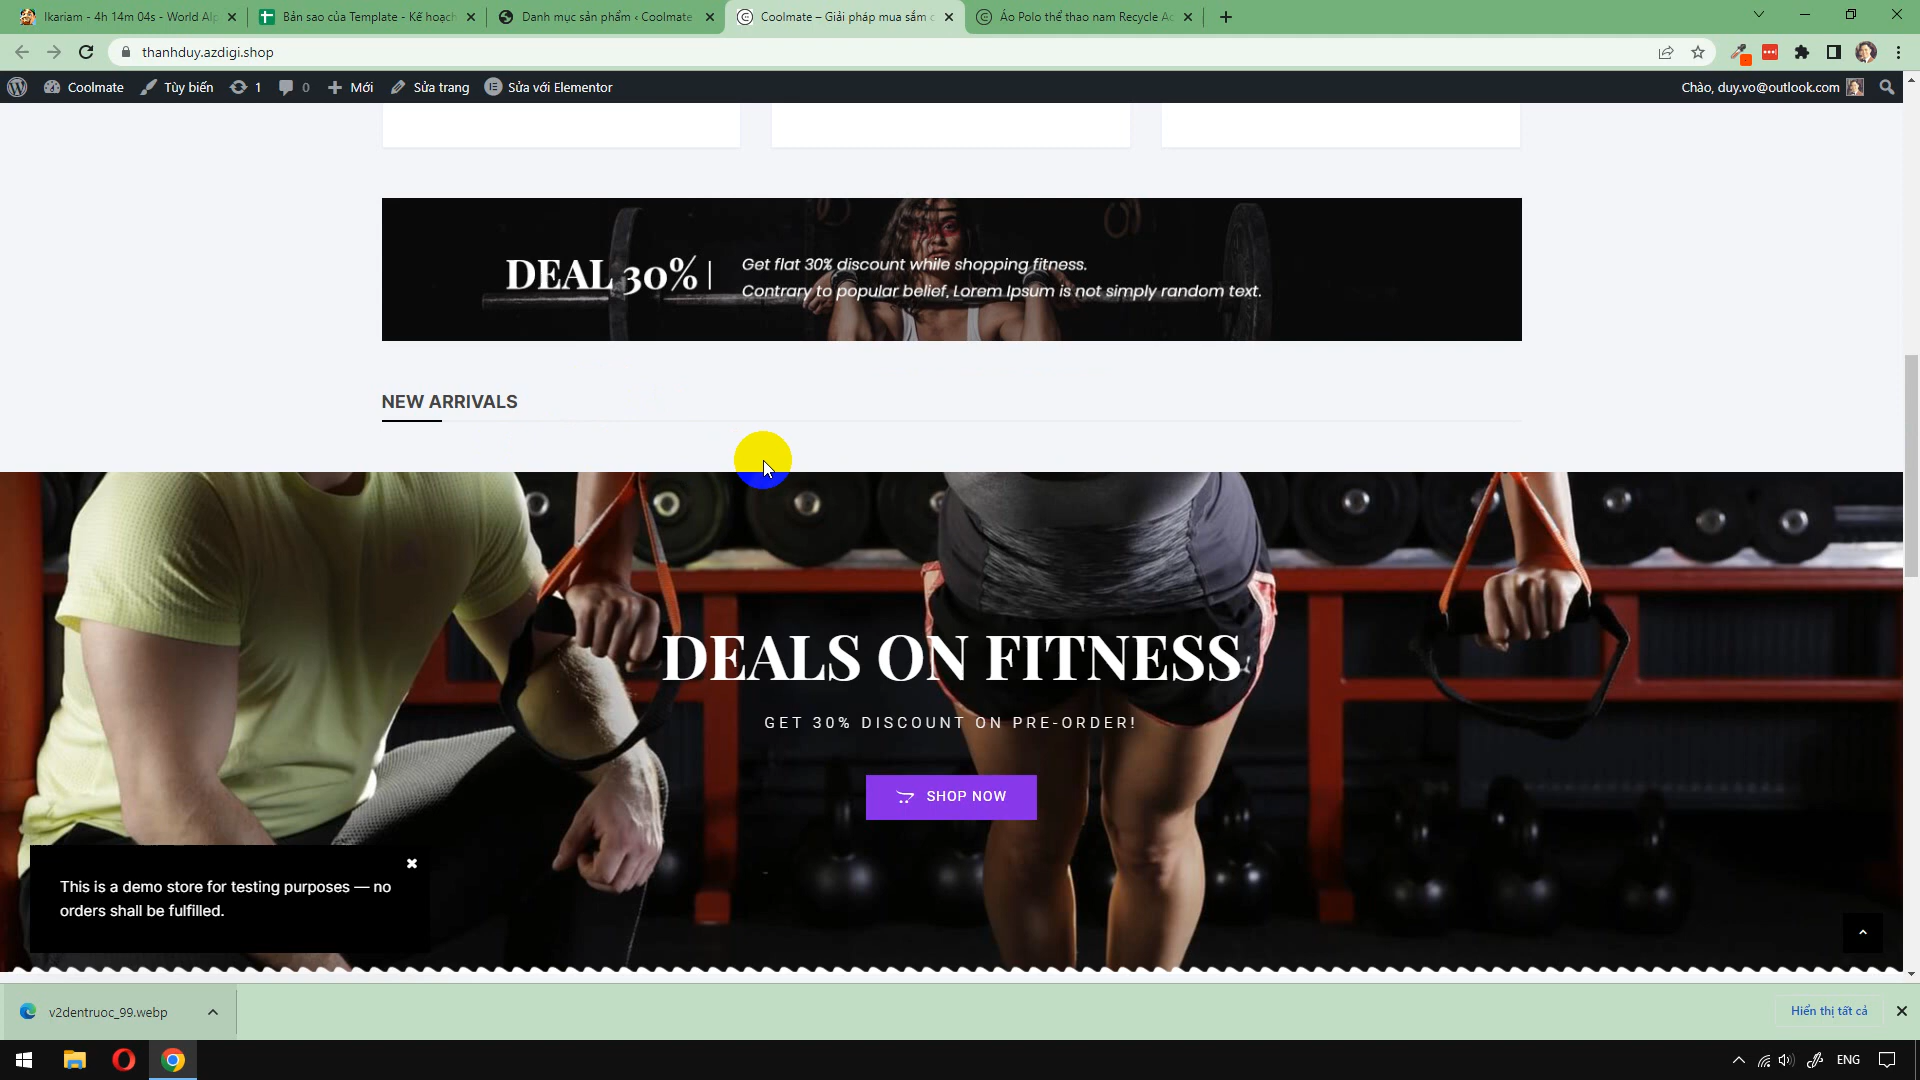 Ikariam - 4h 14m 04s - World Alp
Bản sao của Template - Kế hoạch
Danh mục sản phẩm ‹ Coolmate
Coolmate – Giải pháp mua sắm c
Áo Polo thể thao nam Recycle Ac
thanhduy.azdigi.shop
Coolmate
Tùy biến
1
0
Mới
Sửa trang
Sửa với Elementor
Chào, duy.vo@outlook.com
DEAL 30% |
Get flat 30% discount while shopping fitness.
Contrary to popular belief, Lorem Ipsum is not simply random text.
NEW ARRIVALS
DEALS ON FITNESS
GET 30% DISCOUNT ON PRE-ORDER!
SHOP NOW
This is a demo store for testing purposes — no
orders shall be fulfilled.
v2dentruoc_99.webp
Hiển thị tất cả
ENG